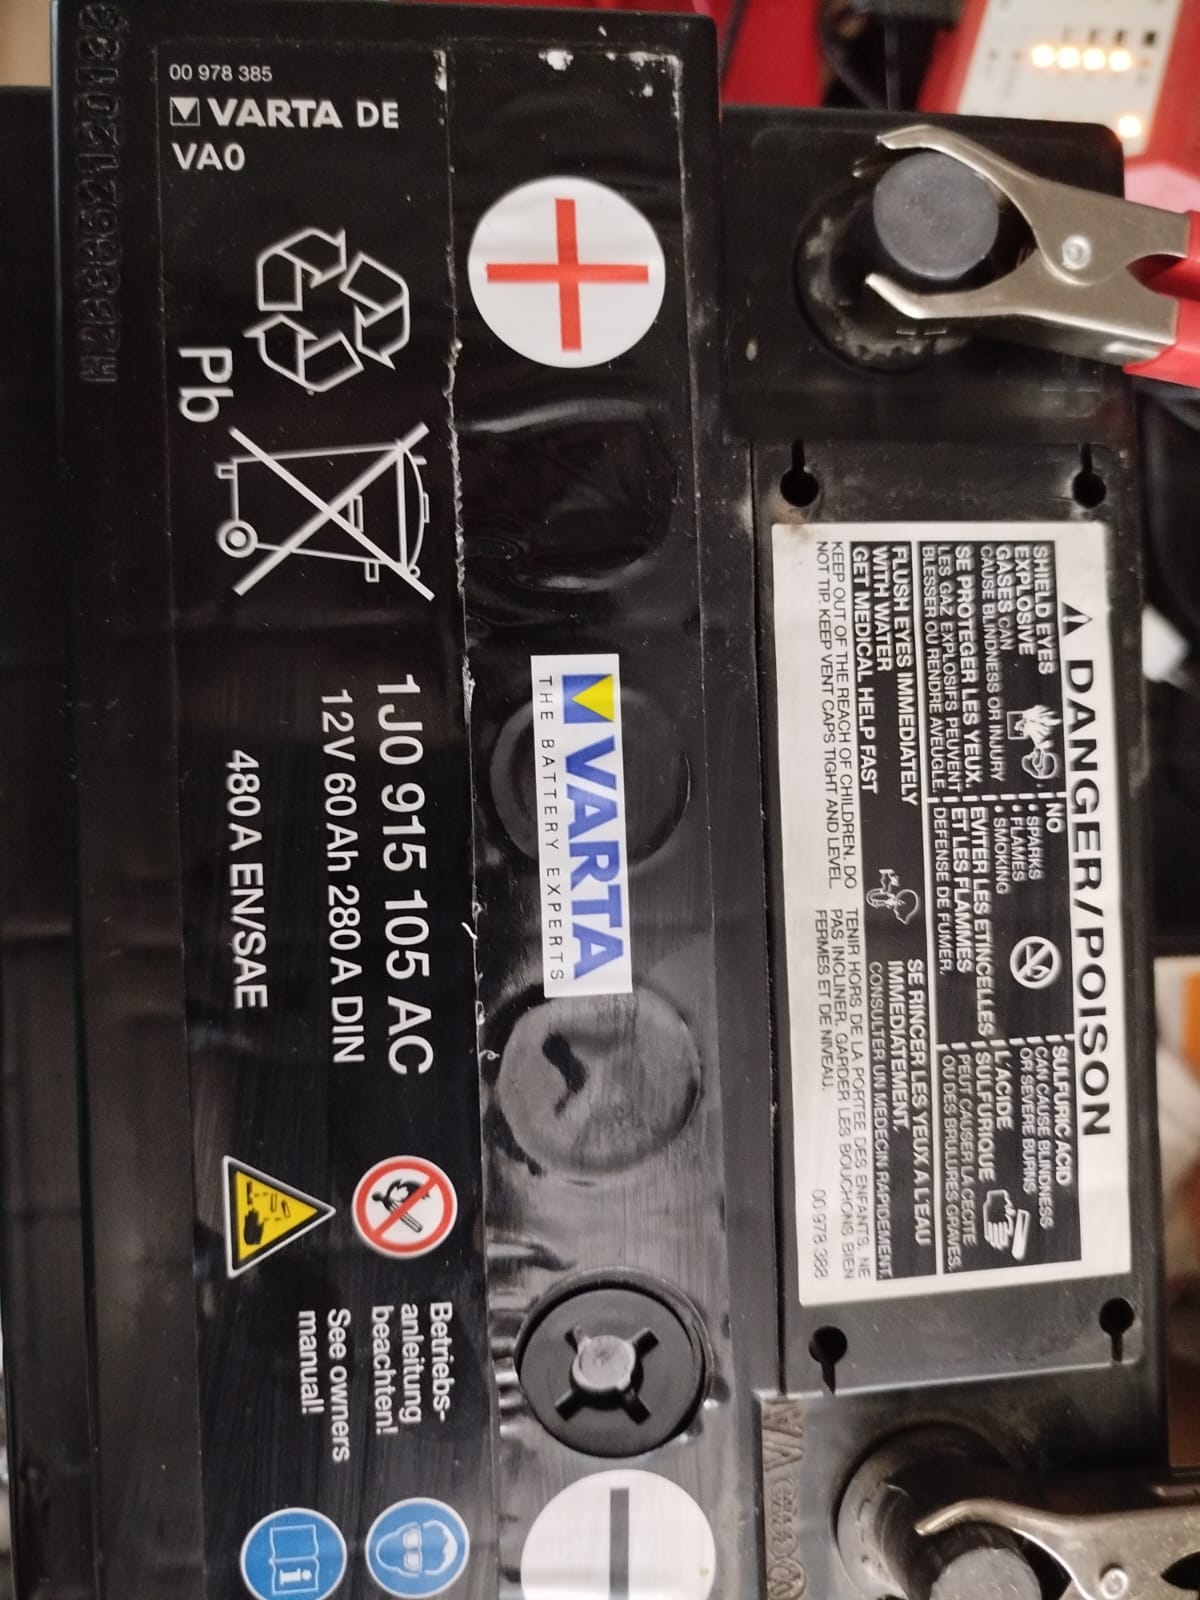 00 978 385
VARTA DE
VA0
Pb
1J0 915 105 AC
12V 60 Ah 280 A DIN
480 A EN/SAE
Betriebs-
anleitung
beachten!
See owners
manual!
i
VARTA
THE BATTERY EXPERTS
DANGER/POISON
SHIELD EYES
EXPLOSIVE
GASES CAN
CAUSE BLINDNESS OR INJURY
SE PROTEGER LES YEUX.
LES GAZ EXPLOSIFS PEUVENT
BLESSER OU RENDRE AVEUGLE.
NO
• SPARKS
• FLAMES
• SMOKING
EVITER LES ETINCELLES
ET LES FLAMMES
DEFENSE DE FUMER.
SULFURIC ACID
CAN CAUSE BLINDNESS
OR SEVERE BURNS
L'ACIDE
SULFURIQUE
PEUT CAUSER LA CECITE
OU DES BRULURES GRAVES.
FLUSH EYES IMMEDIATELY
WITH WATER
GET MEDICAL HELP FAST
SE RINCER LES YEUX A L'EAU
IMMEDIATEMENT.
CONSULTER UN MEDECIN RAPIDEMENT.
KEEP OUT OF THE REACH OF CHILDREN. DO
NOT TIP. KEEP VENT CAPS TIGHT AND LEVEL
TENIR HORS DE LA PORTEE DES ENFANTS. NE
PAS INCLINER. GARDER LES BOUCHONS BIEN
FERMES ET DE NIVEAU.
00 978 388